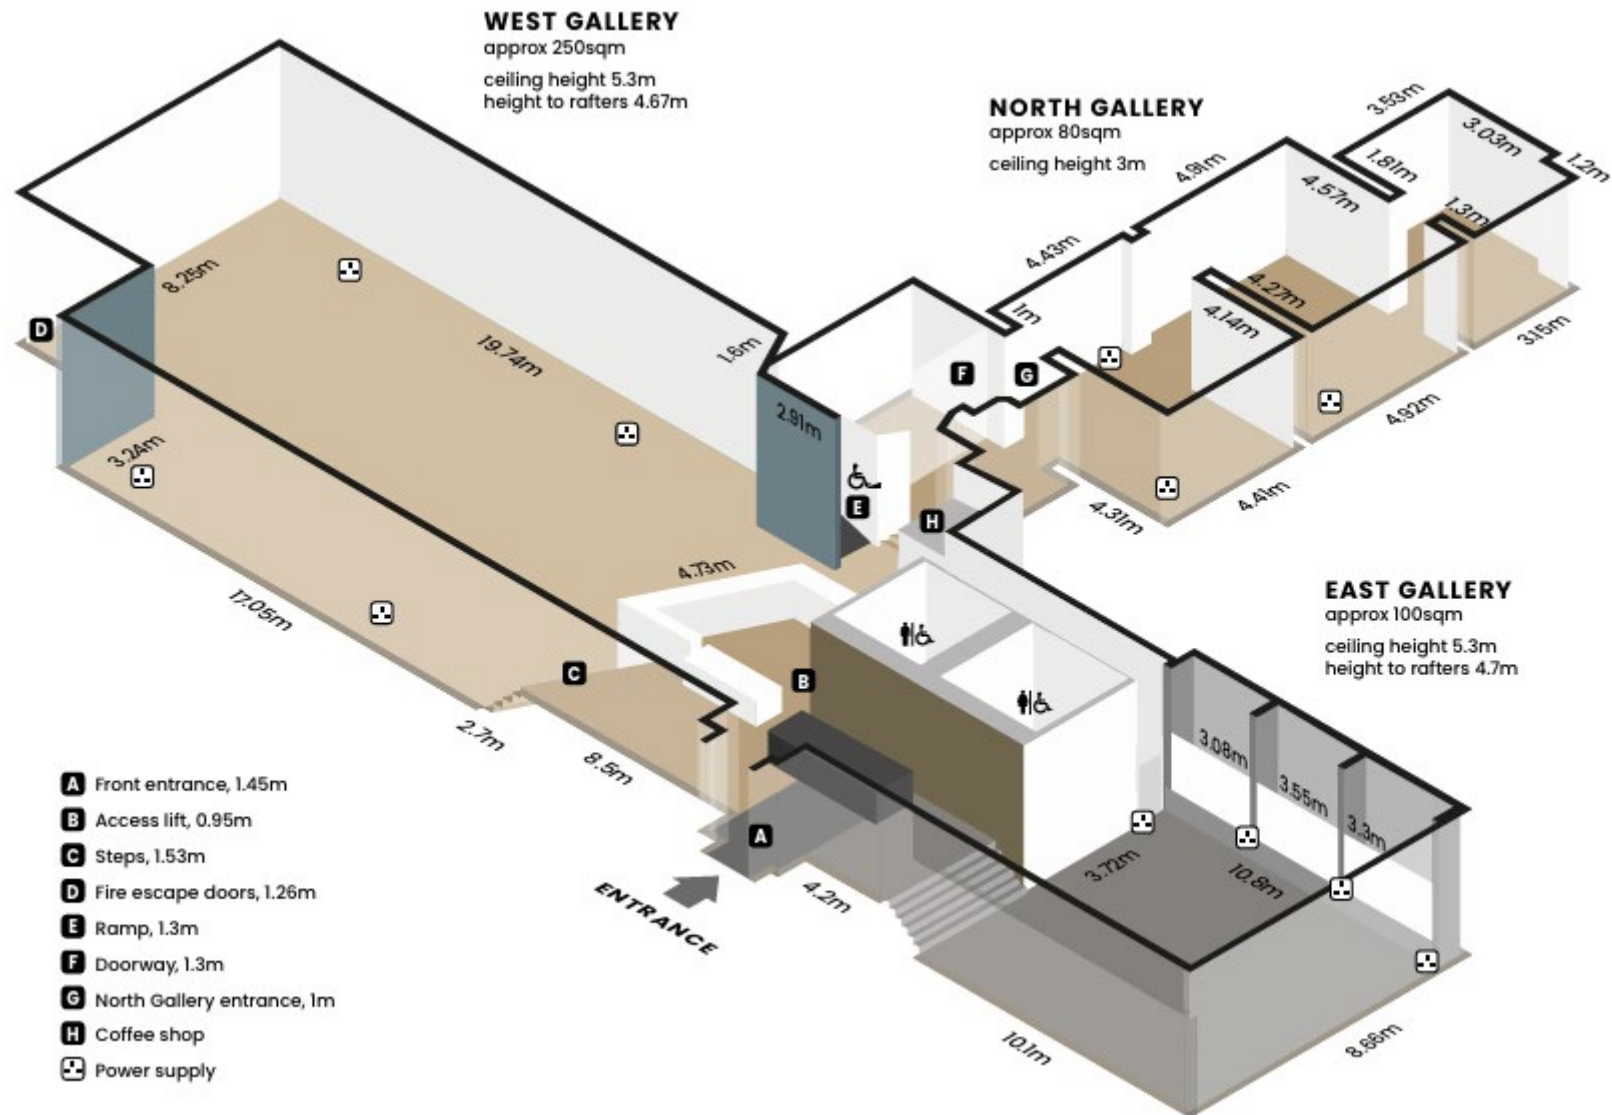 WEST GALLERY
approx 250sqm
ceiling height 5.3m
height to rafters 4.67m
NORTH GALLERY
approx 80sqm
ceiling height 3m
3.53m
3.03m
1.2m
1.81m
4.91m
4.57m
1.3m
4.43m
1m
4.27m
4.14m
3.15m
4.92m
4.41m
4.31m
8.25m
D
19.74m
1.6m
2.91m
F
G
E
H
3.24m
4.73m
17.05m
C
B
2.7m
8.5m
EAST GALLERY
approx 100sqm
ceiling height 5.3m
height to rafters 4.7m
3.08m
3.55m
3.3m
3.72m
10.8m
A
4.2m
ENTRANCE
10.1m
8.66m
A Front entrance, 1.45m
B Access lift, 0.95m
C Steps, 1.53m
D Fire escape doors, 1.26m
E Ramp, 1.3m
F Doorway, 1.3m
G North Gallery entrance, 1m
H Coffee shop
Power supply